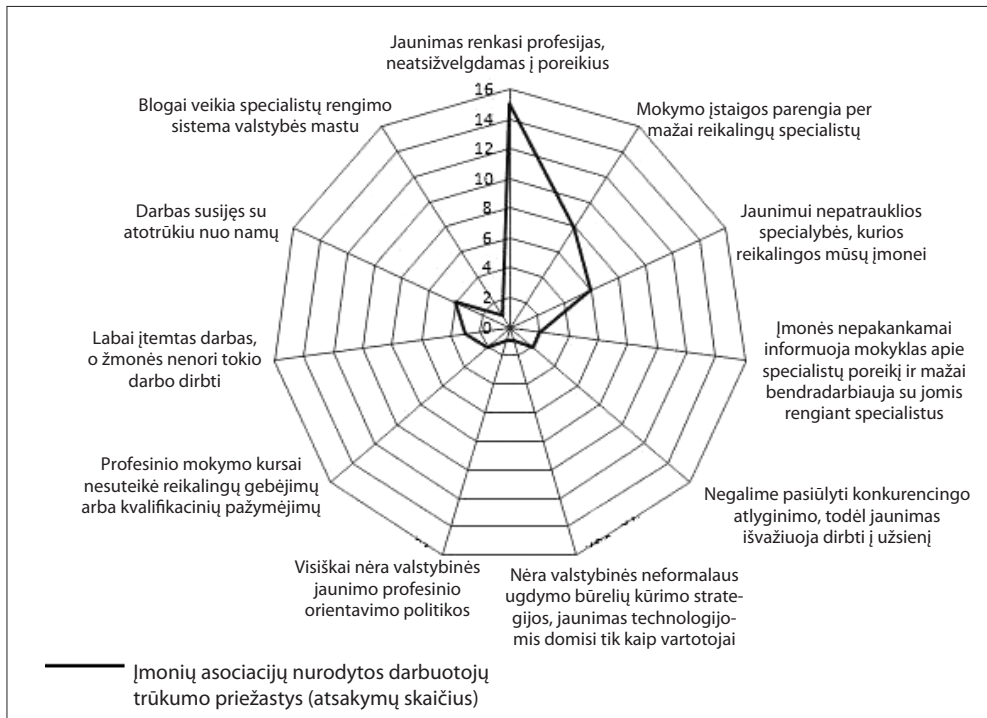 Jaunimas renkasi profesijas,
neatsižvelgdamas į poreikius
Blogai veikia specialistų rengimo
sistema valstybės mastu
Mokymo įstaigos parengia per
mažai reikalingų specialistų
Darbas susijęs su
atotrūkiu nuo namų
Jaunimui nepatrauklios
specialybės, kurios
reikalingos mūsų įmonei
Labai įtemtas darbas,
o žmonės nenori tokio
darbo dirbti
Įmonės nepakankamai
informuoja mokyklas apie
specialistų poreikį ir mažai
bendradarbiauja su jomis
rengiant specialistus
Profesinio mokymo kursai
nesuteikė reikalingų gebėjimų
arba kvalifikacinių pažymėjimų
Negalime pasiūlyti konkurencingo
atlyginimo, todėl jaunimas
išvažiuoja dirbti į užsienį
Visiškai nėra valstybinės
jaunimo profesinio
orientavimo politikos
Nėra valstybinės neformalaus
ugdymo būrelių kūrimo strate-
gijos, jaunimas technologijo-
mis domisi tik kaip vartotojai
16
14
12
10
8
6
4
2
0
Įmonių asociacijų nurodytos darbuotojų
trūkumo priežastys (atsakymų skaičius)